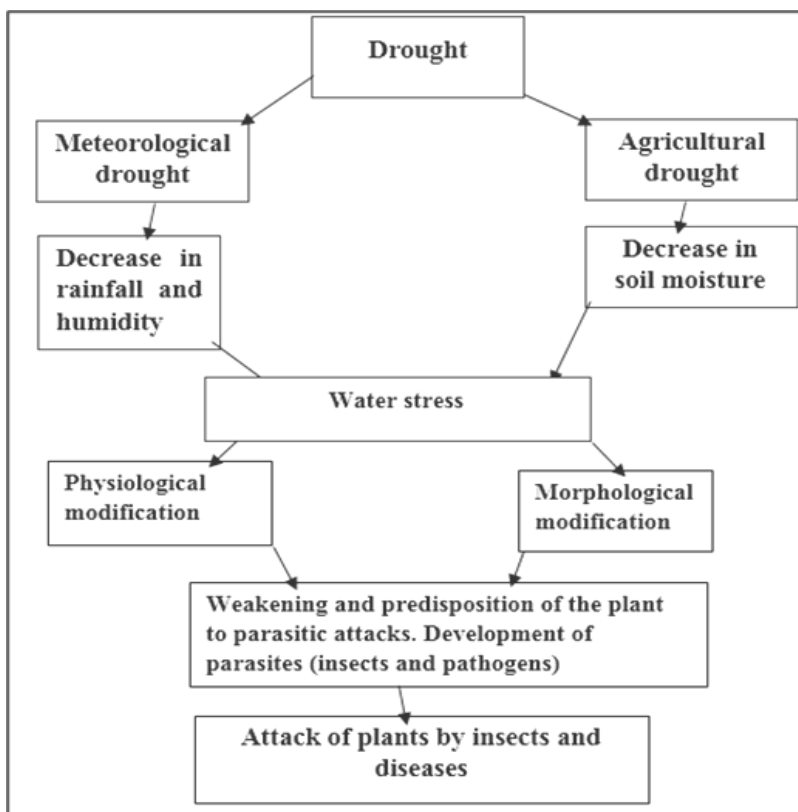 Drought
Meteorological
drought
Agricultural
drought
Decrease in
rainfall and
humidity
Decrease in
soil moisture
Water stress
Physiological
modification
Morphological
modification
Weakening and predisposition of the plant
to parasitic attacks. Development of
parasites (insects and pathogens)
Attack of plants by insects and
diseases